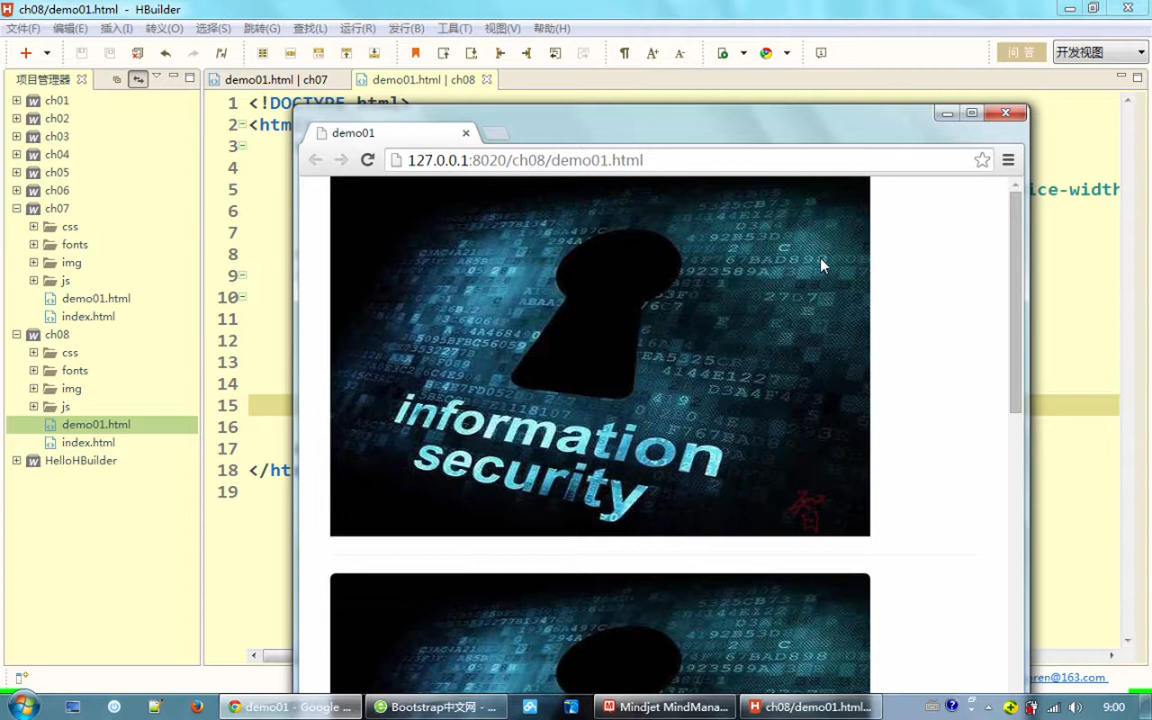 ch08/demo01.html - HBuilder
文件(F) 编辑(E) 插入(I) 转义(O) 选择(S) 跳转(G) 查找(L) 运行(R) 发行(B) 工具(T) 视图(V) 帮助(H)
问答 开发视图
项目管理器 demo01.html | ch07 demo01.html | ch08
ch01
ch02
ch03
ch04
ch05
ch06
ch07
css
fonts
img
js
demo01.html
index.html
ch08
css
fonts
img
js
demo01.html
index.html
HelloHBuilder
1 <!DOCTYPE html>
2 <htm
3
4
5 ice-width
6
7
8
9
10
11
12
13
14
15
16
17
18 </ht
19
demo01
127.0.0.1:8020/ch08/demo01.html
information
security
智
ren@163.com
demo01 - Google ... Bootstrap中文网 - ... Mindjet MindMana... ch08/demo01.html... 9:00